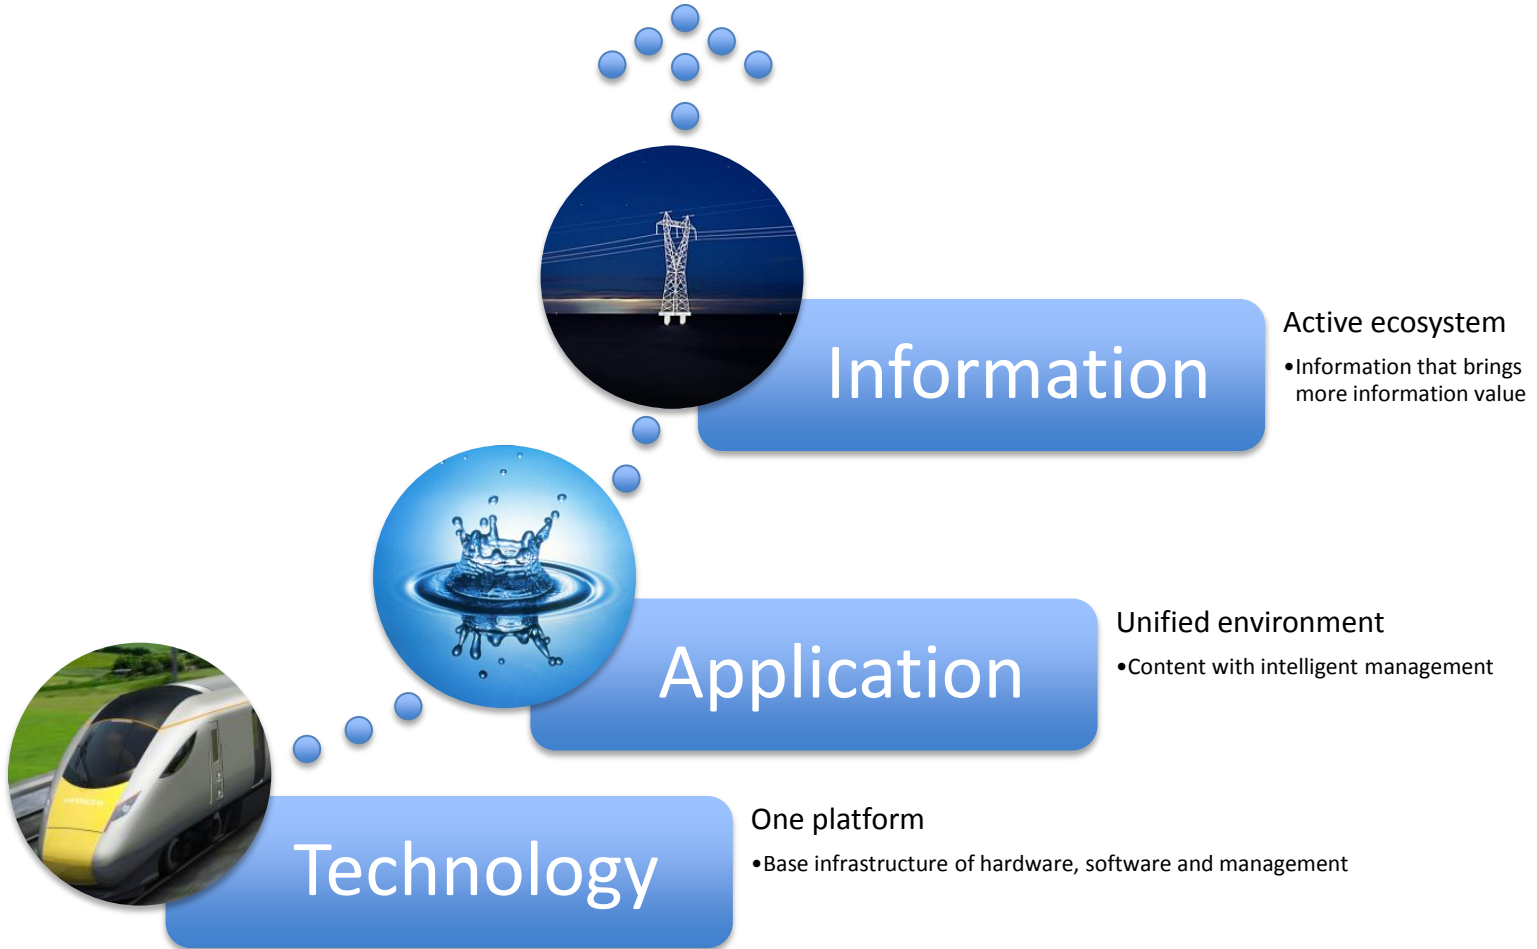 Information
Active ecosystem
•Information that brings
more information value
Application
Unified environment
•Content with intelligent management
HITACHI
Technology
One platform
•Base infrastructure of hardware, software and management